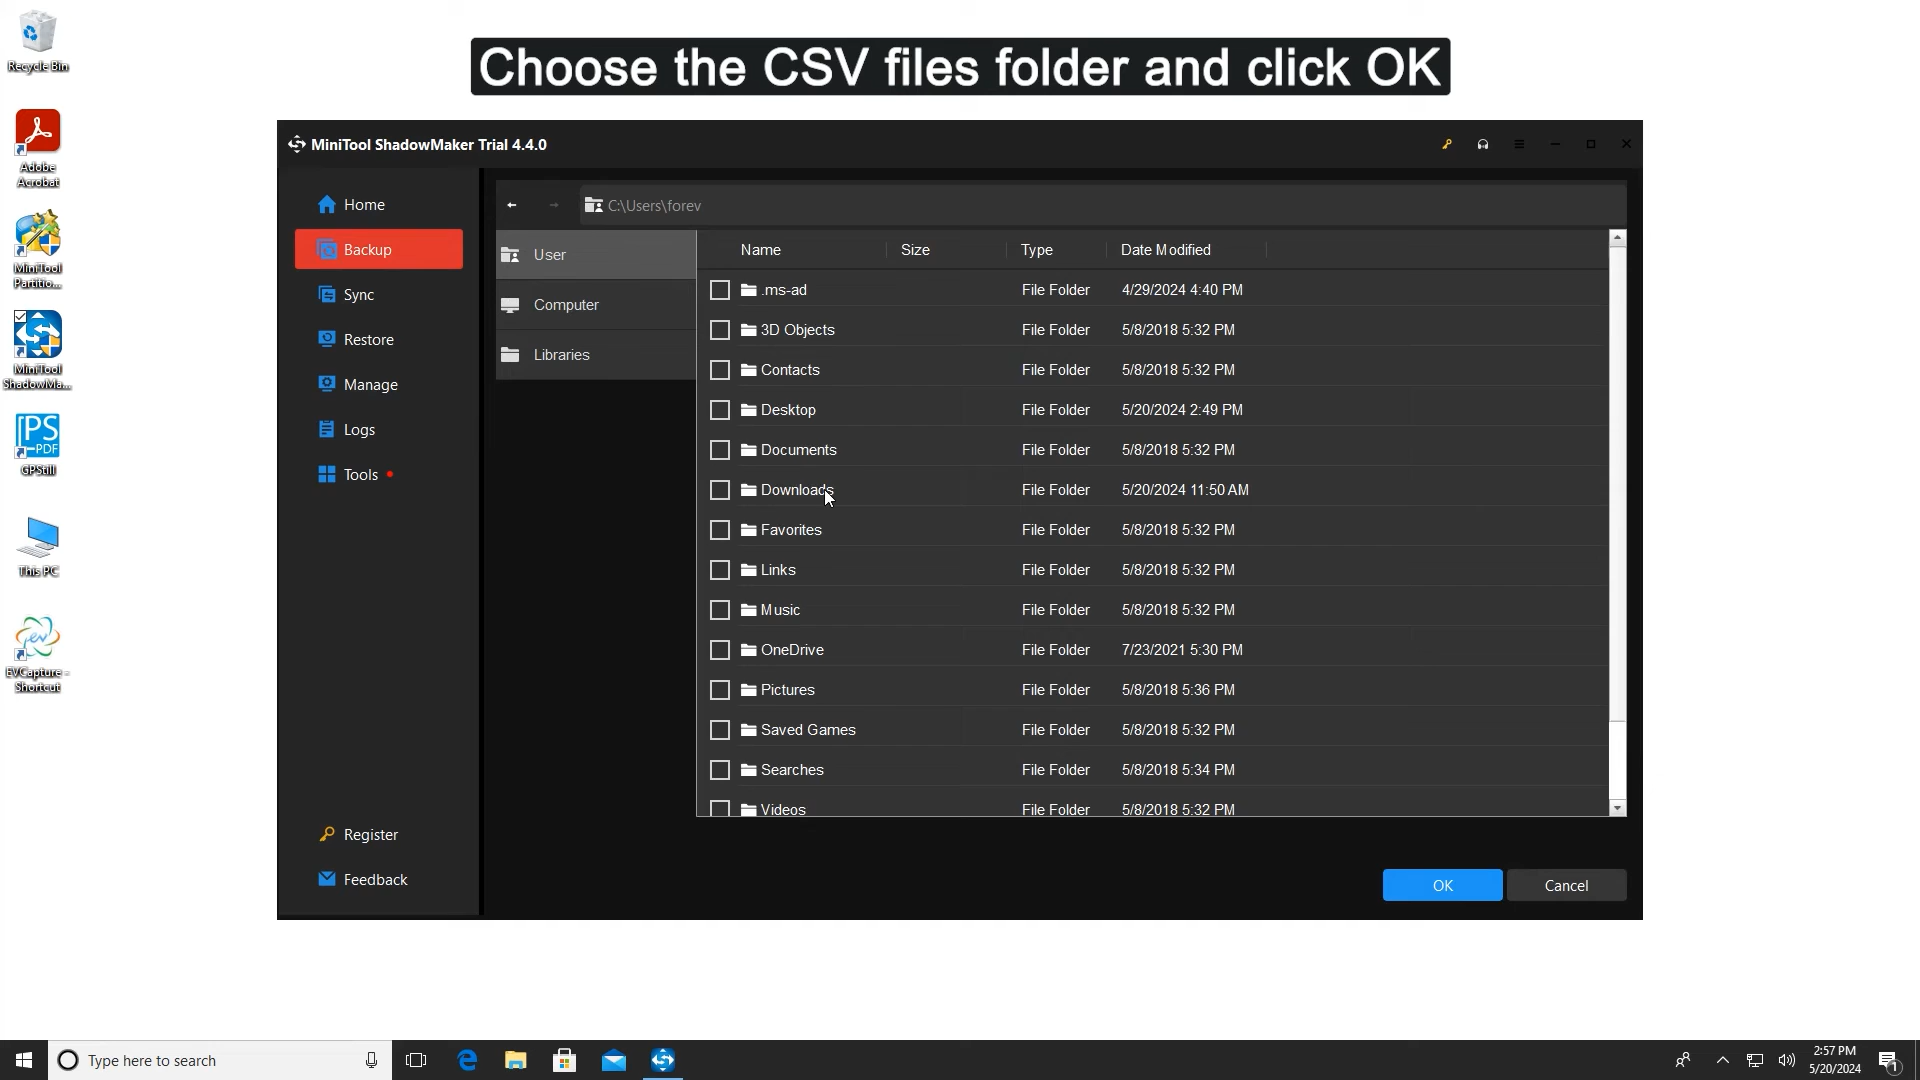 Choose the CSV files folder and click OK
Recycle Bin
Adobe
Acrobat
MiniTool
Partitio...
MiniTool
ShadowMa...
PS
-PDF
GPStill
This PC
ev
EVCapture -
Shortcut
MiniTool ShadowMaker Trial 4.4.0
Home
Backup
Sync
Restore
Manage
Logs
Tools
Register
Feedback
C:\Users\forev
User
Computer
Libraries
Name Size Type Date Modified
.ms-ad File Folder 4/29/2024 4:40 PM
3D Objects File Folder 5/8/2018 5:32 PM
Contacts File Folder 5/8/2018 5:32 PM
Desktop File Folder 5/20/2024 2:49 PM
Documents File Folder 5/8/2018 5:32 PM
Downloads File Folder 5/20/2024 11:50 AM
Favorites File Folder 5/8/2018 5:32 PM
Links File Folder 5/8/2018 5:32 PM
Music File Folder 5/8/2018 5:32 PM
OneDrive File Folder 7/23/2021 5:30 PM
Pictures File Folder 5/8/2018 5:36 PM
Saved Games File Folder 5/8/2018 5:32 PM
Searches File Folder 5/8/2018 5:34 PM
Videos File Folder 5/8/2018 5:32 PM
OK Cancel
Type here to search
2:57 PM
5/20/2024
1